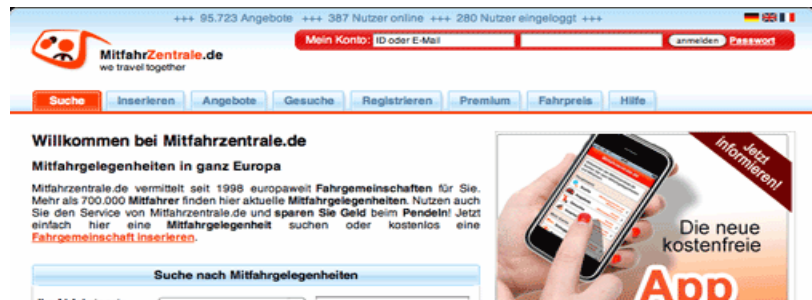 +++ 95.723 Angebote +++ 387 Nutzer online +++ 280 Nutzer eingeloggt +++
Mein Konto: ID oder E-Mail anmelden Passwort
MitfahrZentrale.de
we travel together
Suche Inserieren Angebote Gesuche Registrieren Premium Fahrpreis Hilfe
Willkommen bei Mitfahrzentrale.de
Mitfahrgelegenheiten in ganz Europa
Mitfahrzentrale.de vermittelt seit 1998 europaweit Fahrgemeinschaften für Sie.
Mehr als 700.000 Mitfahrer finden hier aktuelle Mitfahrgelegenheiten. Nutzen auch
Sie den Service von Mitfahrzentrale.de und sparen Sie Geld beim Pendeln! Jetzt
einfach hier eine Mitfahrgelegenheit suchen oder kostenlos eine
Fahrgemeinschaft inserieren.
Suche nach Mitfahrgelegenheiten
Jetzt
informieren!
Die neue
kostenfreie
App